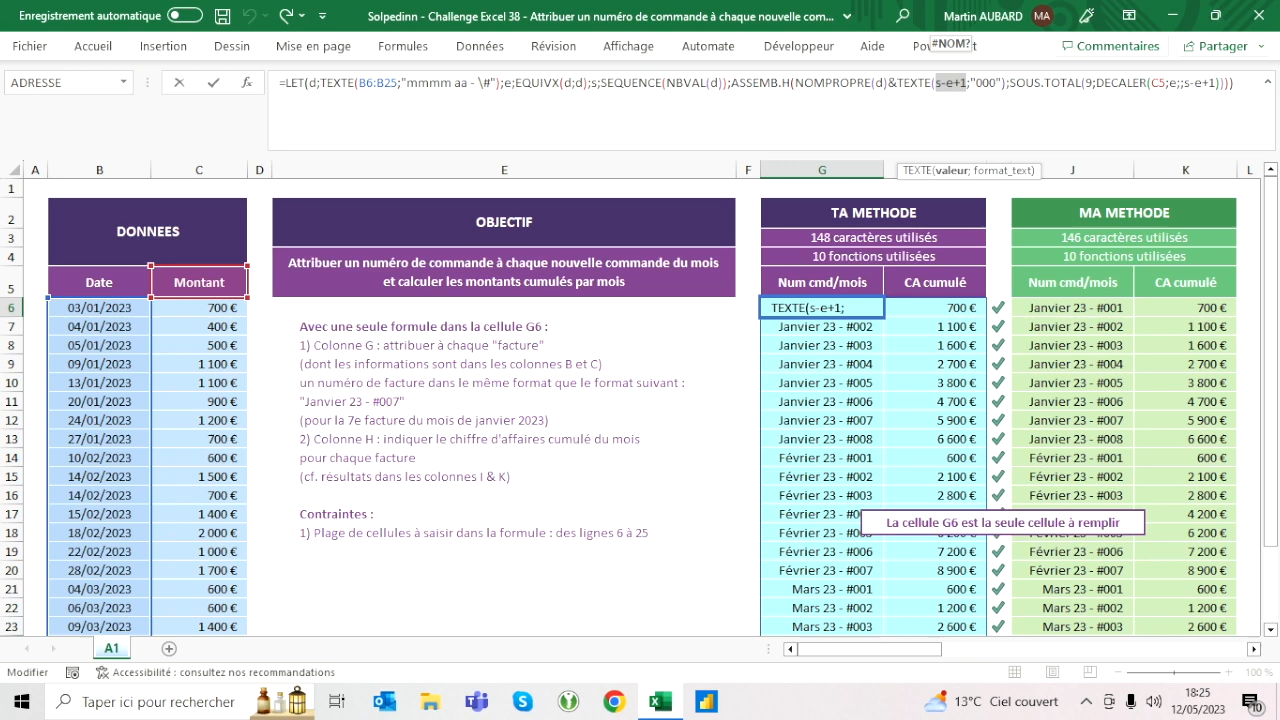 Enregistrement automatique
Solpedinn - Challenge Excel 38 - Attribuer un numéro de commande à chaque nouvelle com...
Martin AUBARD MA
Fichier Accueil Insertion Dessin Mise en page Formules Données Révision Affichage Automate Développeur Aide
#NOM?
Commentaires Partager
ADRESSE
fx
=LET(d;TEXTE(B6:B25;"mmmm aa - \#");e;EQUIVX(d;d);s;SEQUENCE(NBVAL(d));ASSEMB.H(NOMPROPRE(d)&TEXTE(s-e+1;"000");SOUS.TOTAL(9;DECALER(C5;e;;s-e+1))))
TEXTE(valeur; format_text)
A B C D E F G J K L
1
2 DONNEES OBJECTIF TA METHODE MA METHODE
3 148 caractères utilisés 146 caractères utilisés
4 Attribuer un numéro de commande à chaque nouvelle commande du mois 10 fonctions utilisées 10 fonctions utilisées
5 Date Montant et calculer les montants cumulés par mois Num cmd/mois CA cumulé Num cmd/mois CA cumulé
6 03/01/2023 700 € TEXTE(s-e+1; 700 € Janvier 23 - #001 700 €
7 04/01/2023 400 € Avec une seule formule dans la cellule G6 : Janvier 23 - #002 1 100 € Janvier 23 - #002 1 100 €
8 05/01/2023 500 € 1) Colonne G : attribuer à chaque "facture" Janvier 23 - #003 1 600 € Janvier 23 - #003 1 600 €
9 09/01/2023 1 100 € (dont les informations sont dans les colonnes B et C) Janvier 23 - #004 2 700 € Janvier 23 - #004 2 700 €
10 13/01/2023 1 100 € un numéro de facture dans le même format que le format suivant : Janvier 23 - #005 3 800 € Janvier 23 - #005 3 800 €
11 20/01/2023 900 € "Janvier 23 - #007" Janvier 23 - #006 4 700 € Janvier 23 - #006 4 700 €
12 24/01/2023 1 200 € (pour la 7e facture du mois de janvier 2023) Janvier 23 - #007 5 900 € Janvier 23 - #007 5 900 €
13 27/01/2023 700 € 2) Colonne H : indiquer le chiffre d'affaires cumulé du mois Janvier 23 - #008 6 600 € Janvier 23 - #008 6 600 €
14 10/02/2023 600 € pour chaque facture Février 23 - #001 600 € Février 23 - #001 600 €
15 14/02/2023 1 500 € (cf. résultats dans les colonnes I & K) Février 23 - #002 2 100 € Février 23 - #002 2 100 €
16 14/02/2023 700 € Février 23 - #003 2 800 € Février 23 - #003 2 800 €
17 15/02/2023 1 400 € Contraintes : Février 23 - 4 200 €
La cellule G6 est la seule cellule à remplir
18 18/02/2023 2 000 € 1) Plage de cellules à saisir dans la formule : des lignes 6 à 25 Février 23 - 6 200 €
19 22/02/2023 1 000 € Février 23 - #006 7 200 € Février 23 - #006 7 200 €
20 28/02/2023 1 700 € Février 23 - #007 8 900 € Février 23 - #007 8 900 €
21 04/03/2023 600 € Mars 23 - #001 600 € Mars 23 - #001 600 €
22 06/03/2023 600 € Mars 23 - #002 1 200 € Mars 23 - #002 1 200 €
23 09/03/2023 1 400 € Mars 23 - #003 2 600 € Mars 23 - #003 2 600 €
A1
Modifier Accessibilité : consultez nos recommandations 100 %
Taper ici pour rechercher 13°C Ciel couvert 18:25
12/05/2023 10